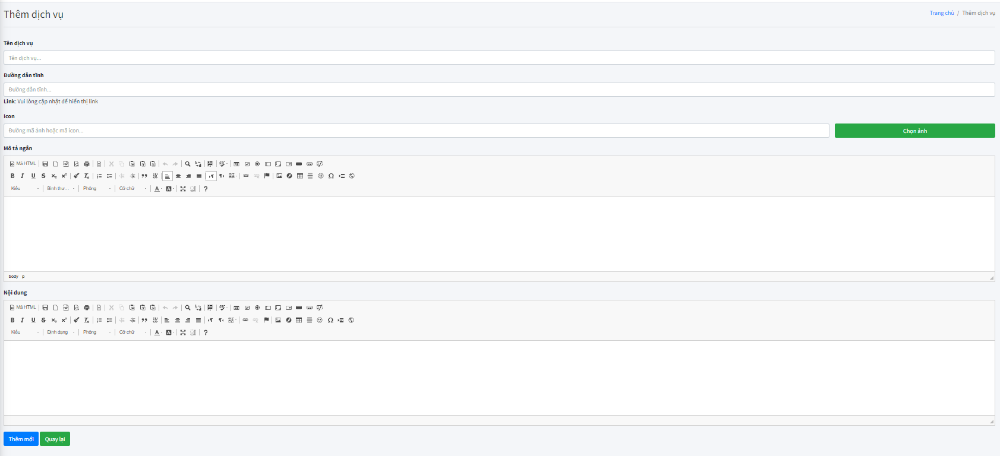 Thêm dịch vụ
Trang chủ / Thêm dịch vụ
Tên dịch vụ
Tên dịch vụ...
Đường dẫn tĩnh
Đường dẫn tĩnh...
Link: Vui lòng cập nhật để hiển thị link
Icon
Đường mã ảnh hoặc mã icon...
Chọn ảnh
Mô tả ngắn
Mã HTML
Kiểu Bình thư... Phông Cỡ chữ
body p
Nội dung
Mã HTML
Kiểu Định dạng Phông Cỡ chữ
Thêm mới Quay lại